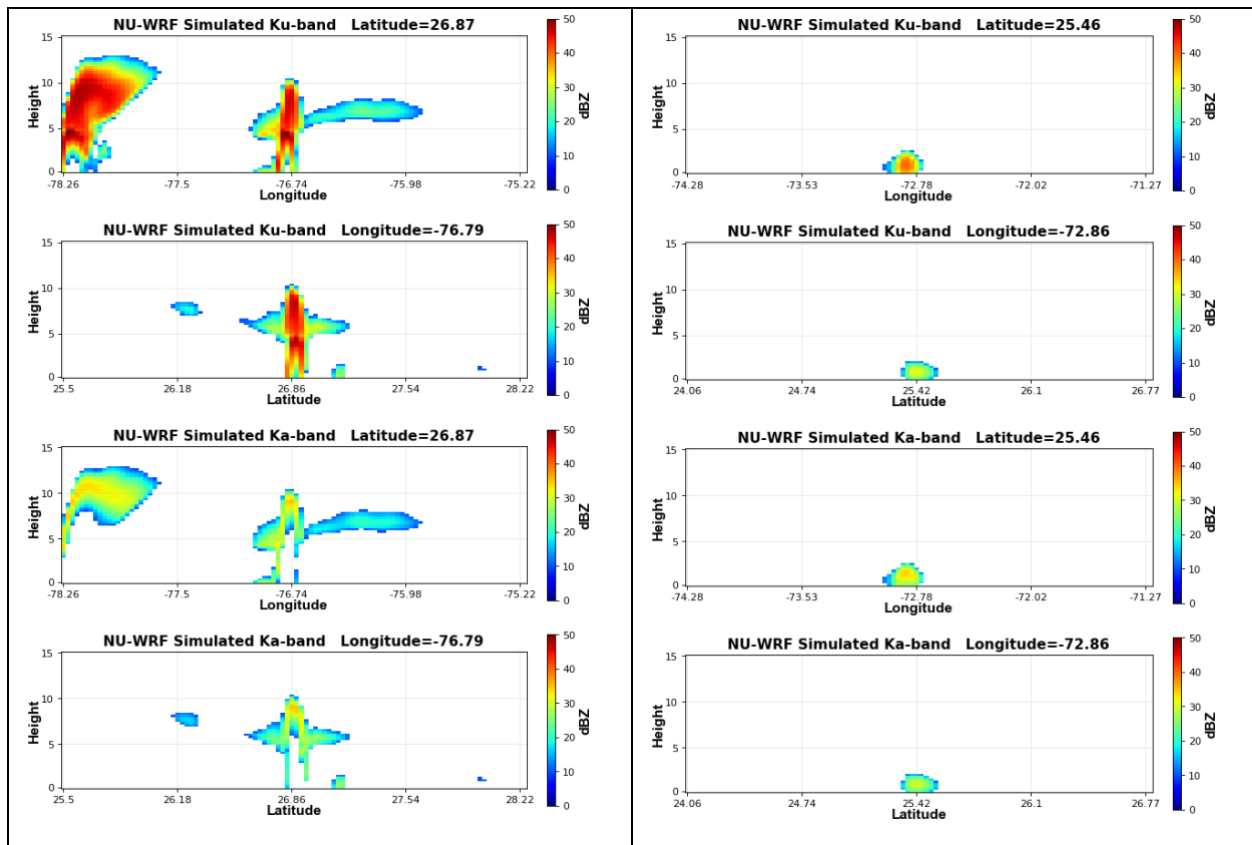 NU-WRF Simulated Ku-band Latitude=26.87
15
10
5
0
Height
-78.26 -77.5 -76.74 -75.98 -75.22
Longitude
50
40
30
20
10
0
dBZ
NU-WRF Simulated Ku-band Longitude=-76.79
15
10
5
0
Height
25.5 26.18 26.86 27.54 28.22
Latitude
50
40
30
20
10
0
dBZ
NU-WRF Simulated Ka-band Latitude=26.87
15
10
5
0
Height
-78.26 -77.5 -76.74 -75.98 -75.22
Longitude
50
40
30
20
10
0
dBZ
NU-WRF Simulated Ka-band Longitude=-76.79
15
10
5
0
Height
25.5 26.18 26.86 27.54 28.22
Latitude
50
40
30
20
10
0
dBZ
NU-WRF Simulated Ku-band Latitude=25.46
15
10
5
0
Height
-74.28 -73.53 -72.78 -72.02 -71.27
Longitude
50
40
30
20
10
0
dBZ
NU-WRF Simulated Ku-band Longitude=-72.86
15
10
5
0
Height
24.06 24.74 25.42 26.1 26.77
Latitude
50
40
30
20
10
0
dBZ
NU-WRF Simulated Ka-band Latitude=25.46
15
10
5
0
Height
-74.28 -73.53 -72.78 -72.02 -71.27
Longitude
50
40
30
20
10
0
dBZ
NU-WRF Simulated Ka-band Longitude=-72.86
15
10
5
0
Height
24.06 24.74 25.42 26.1 26.77
Latitude
50
40
30
20
10
0
dBZ